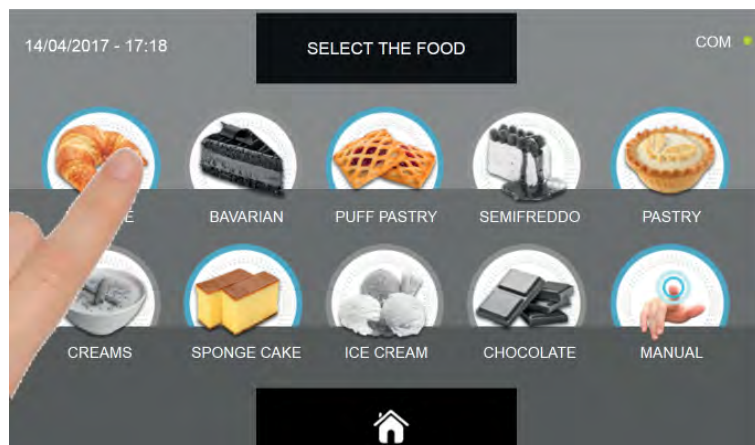 14/04/2017 - 17:18
SELECT THE FOOD
COM
BAVARIAN
PUFF PASTRY
SEMIFREDDO
PASTRY
CREAMS
SPONGE CAKE
ICE CREAM
CHOCOLATE
MANUAL